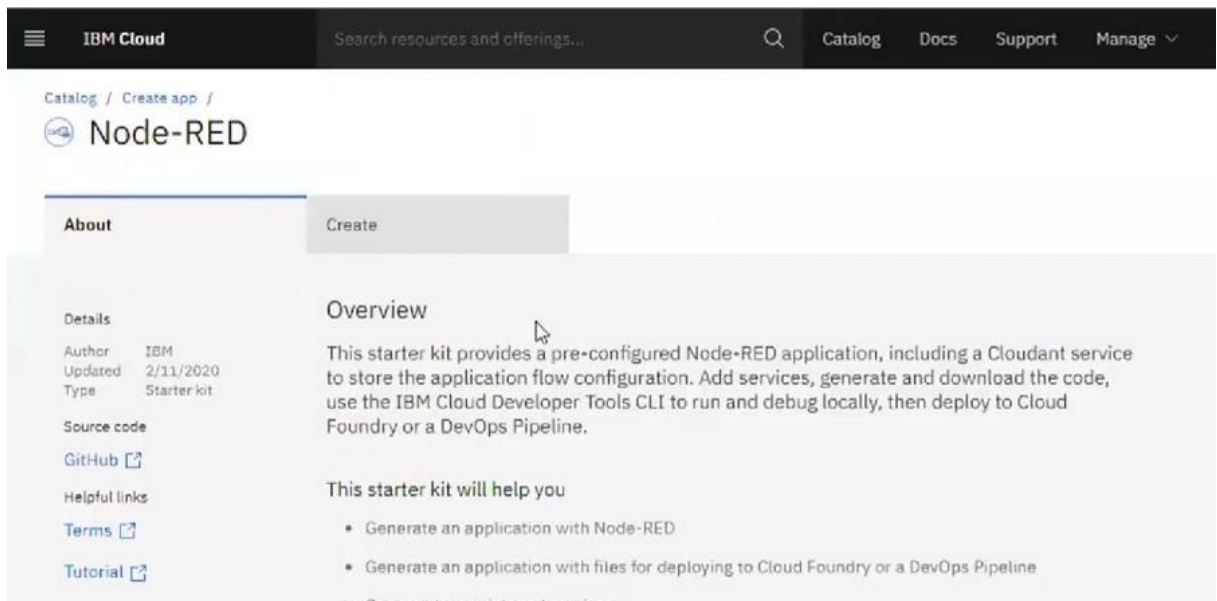 IBM Cloud
Search resources and offerings...
Catalog
Docs
Support
Manage
Catalog / Create app /
Node-RED
About
Create
Details
Author IBM
Updated 2/11/2020
Type Starter kit
Source code
GitHub
Helpful links
Terms
Tutorial
Overview
This starter kit provides a pre-configured Node-RED application, including a Cloudant service
to store the application flow configuration. Add services, generate and download the code,
use the IBM Cloud Developer Tools CLI to run and debug locally, then deploy to Cloud
Foundry or a DevOps Pipeline.
This starter kit will help you
• Generate an application with Node-RED
• Generate an application with files for deploying to Cloud Foundry or a DevOps Pipeline